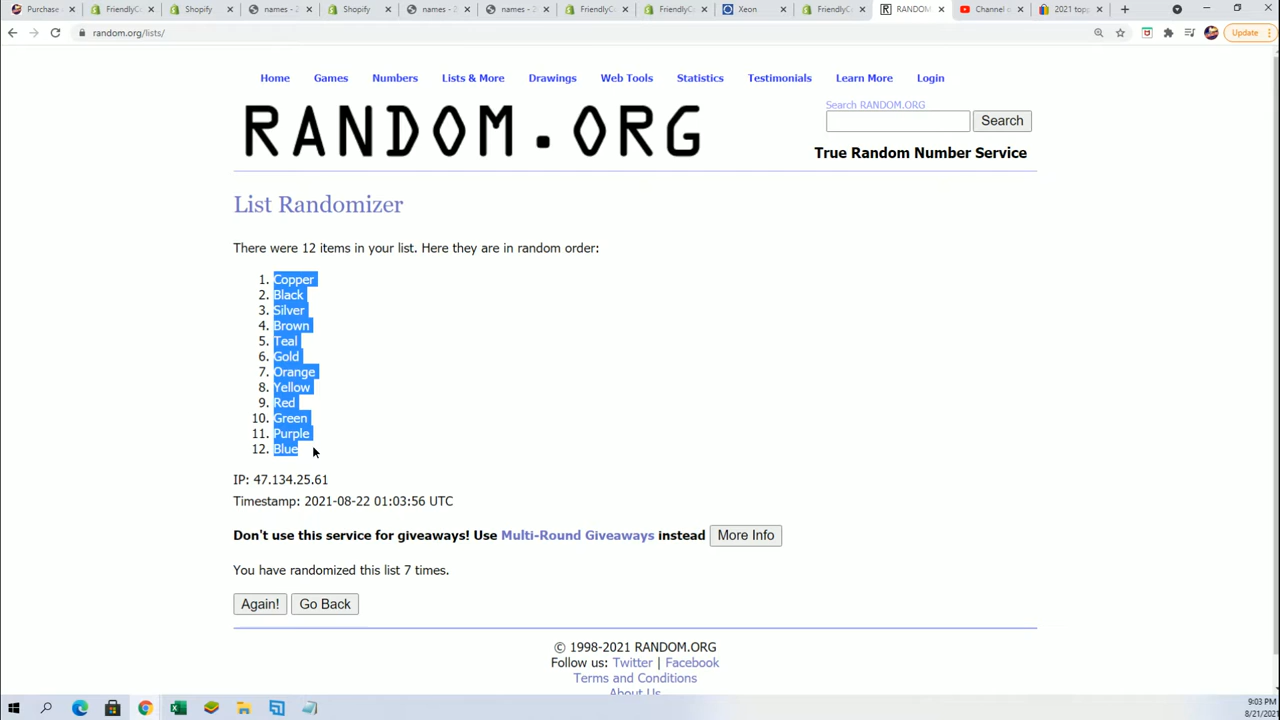 Purchase
FriendlyCo
Shopify
names - 2
Shopify
names - 2
names - 2
FriendlyCo
FriendlyCo
Xeon
FriendlyCo
RANDOM
Channel
2021 topp
random.org/lists/
Update
Home Games Numbers Lists & More Drawings Web Tools Statistics Testimonials Learn More Login
RANDOM.ORG
Search RANDOM.ORG
Search
True Random Number Service
List Randomizer
There were 12 items in your list. Here they are in random order:
1. Copper
2. Black
3. Silver
4. Brown
5. Teal
6. Gold
7. Orange
8. Yellow
9. Red
10. Green
11. Purple
12. Blue
IP: 47.134.25.61
Timestamp: 2021-08-22 01:03:56 UTC
Don't use this service for giveaways! Use Multi-Round Giveaways instead More Info
You have randomized this list 7 times.
Again! Go Back
© 1998-2021 RANDOM.ORG
Follow us: Twitter | Facebook
Terms and Conditions
About Us
9:03 PM
8/21/2021